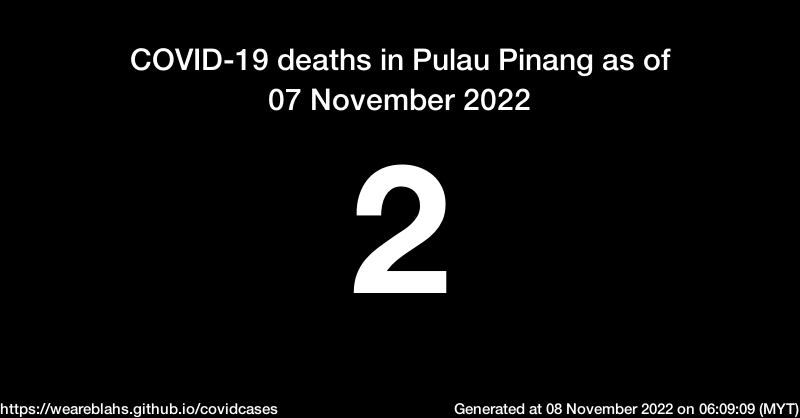 COVID-19 deaths in Pulau Pinang as of
07 November 2022
2
https://weareblahs.github.io/covidcases
Generated at 08 November 2022 on 06:09:09 (MYT)